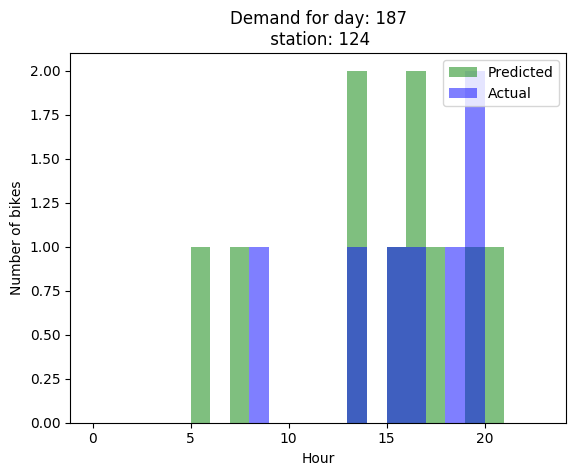 Demand for day: 187
station: 124
Predicted
Actual
Number of bikes
2.00
1.75
1.50
1.25
1.00
0.75
0.50
0.25
0.00
0 5 10 15 20
Hour